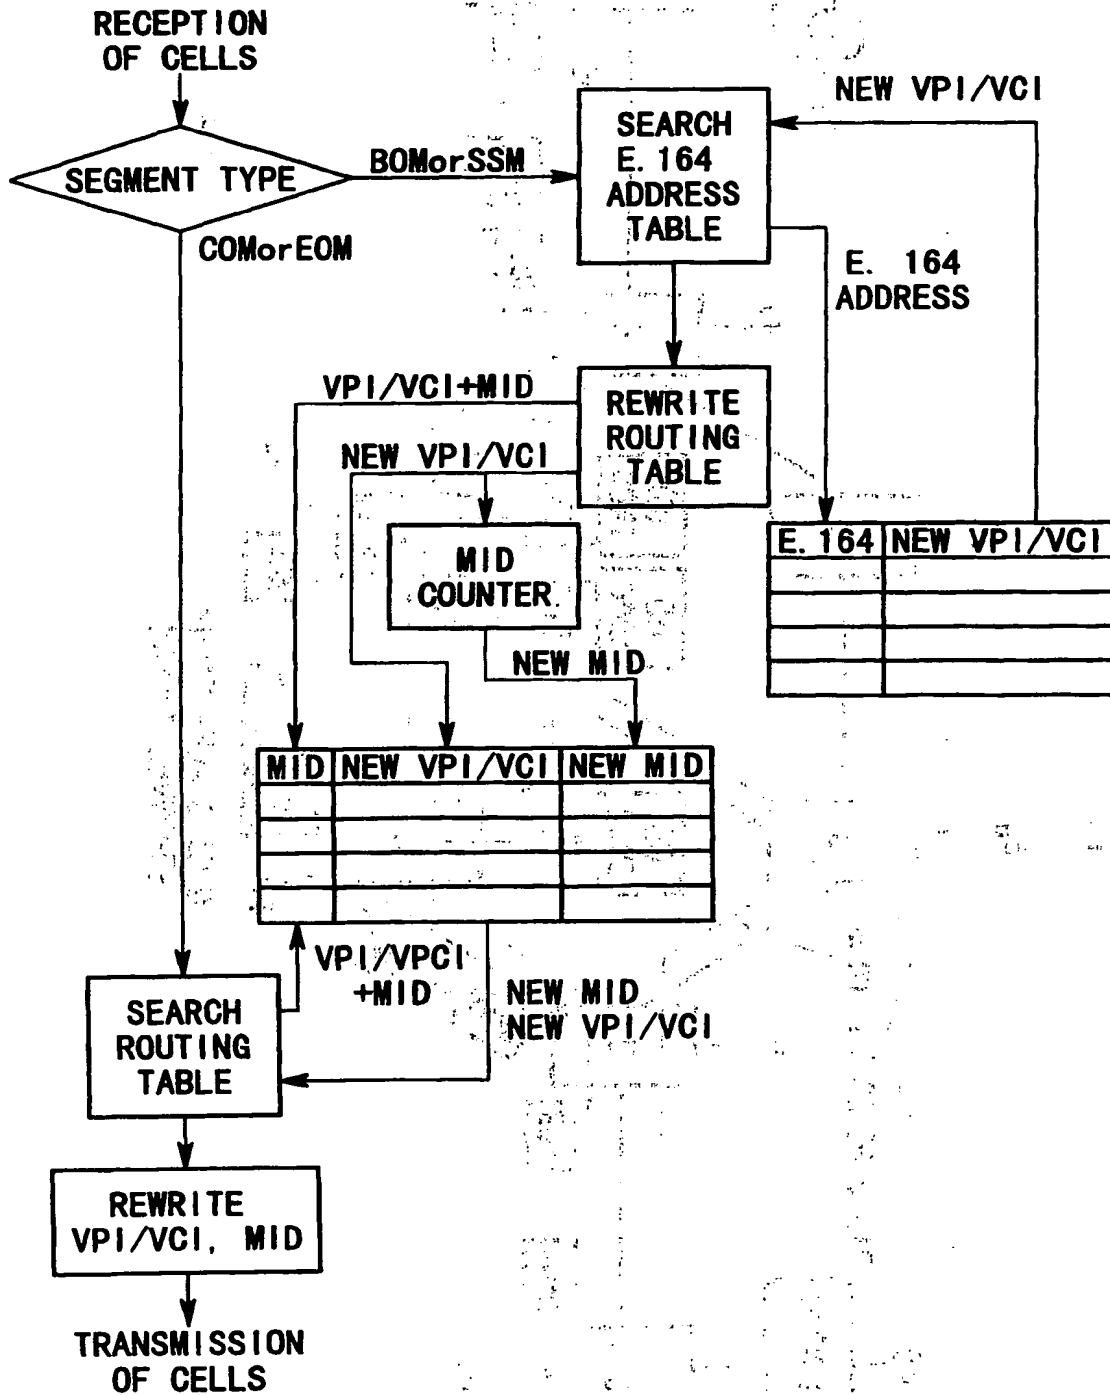 RECEPTION
OF CELLS
NEW VPI/VCI
SEARCH
E. 164
ADDRESS
TABLE
SEGMENT TYPE
BOMorSSM
COMorEOM
E. 164
ADDRESS
VPI/VCI+MID
REWRITE
ROUTING
TABLE
NEW VPI/VCI
MID
COUNTER
E. 164 NEW VPI/VCI
NEW MID
MID NEW VPI/VCI NEW MID
VPI/VPCI
+MID
NEW MID
NEW VPI/VCI
SEARCH
ROUTING
TABLE
REWRITE
VPI/VCI, MID
TRANSMISSION
OF CELLS